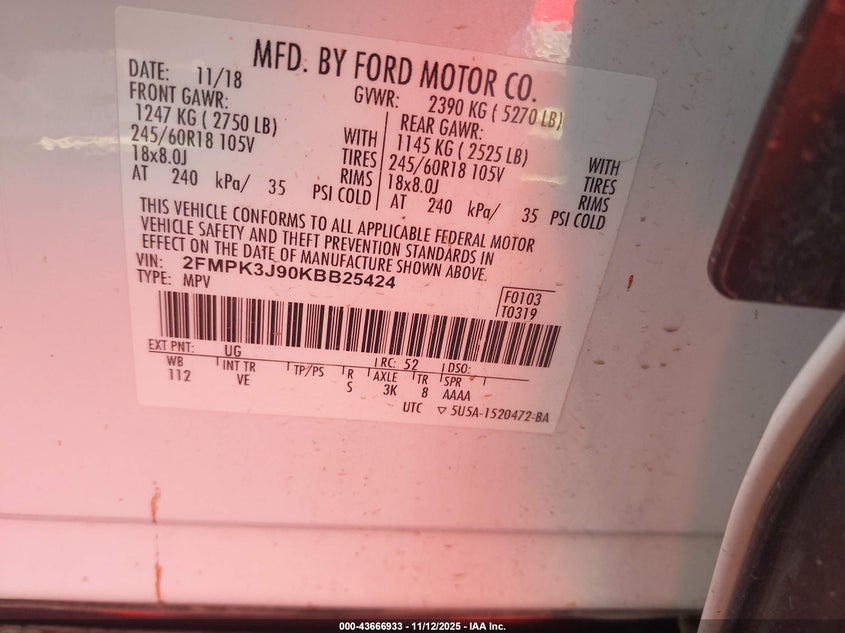 MFD. BY FORD MOTOR CO.
DATE: 11/18
GVWR: 2390 KG ( 5270 LB)
FRONT GAWR:
1247 KG ( 2750 LB)
245/60R18 105V
18x8.0J
AT 240 kPa/ 35 PSI COLD
WITH
TIRES
RIMS
REAR GAWR:
1145 KG ( 2525 LB)
245/60R18 105V
18x8.0J
AT 240 kPa/ 35 PSI COLD
WITH
TIRES
RIMS
THIS VEHICLE CONFORMS TO ALL APPLICABLE FEDERAL MOTOR
VEHICLE SAFETY AND THEFT PREVENTION STANDARDS IN
EFFECT ON THE DATE OF MANUFACTURE SHOWN ABOVE.
VIN: 2FMPK3J90KBB25424
TYPE: MPV
F0103
T0319
EXT PNT: UG RC: 52 DSO:
WB INT TR TP/PS R AXLE TR SPR
112 VE S 3K 8 AAAA
UTC ▽ 5U5A-1520472-BA
000-43666933 - 11/12/2025 - IAA Inc.